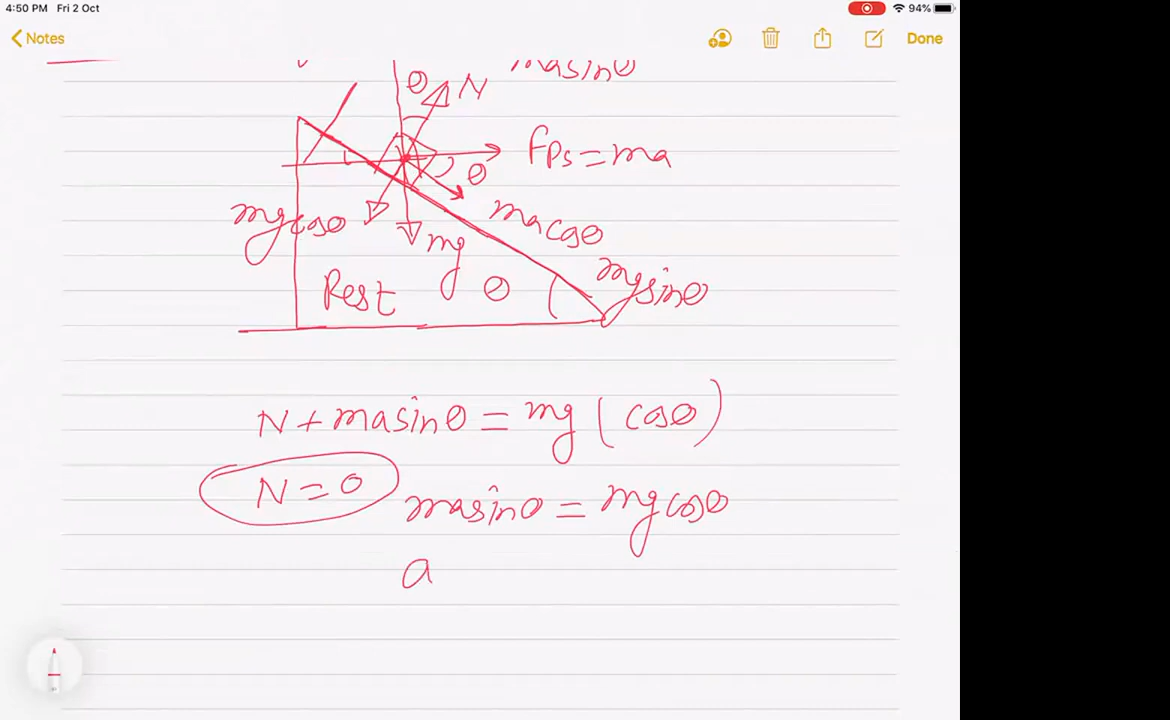 4:50 PM Fri 2 Oct
94%
Notes
Done
masinθ
θ N
fps = ma
θ
mgcosθ
macosθ
mg
mgsinθ
Rest
θ
N + masinθ = mg (cosθ)
N = 0
masinθ = mgcosθ
a